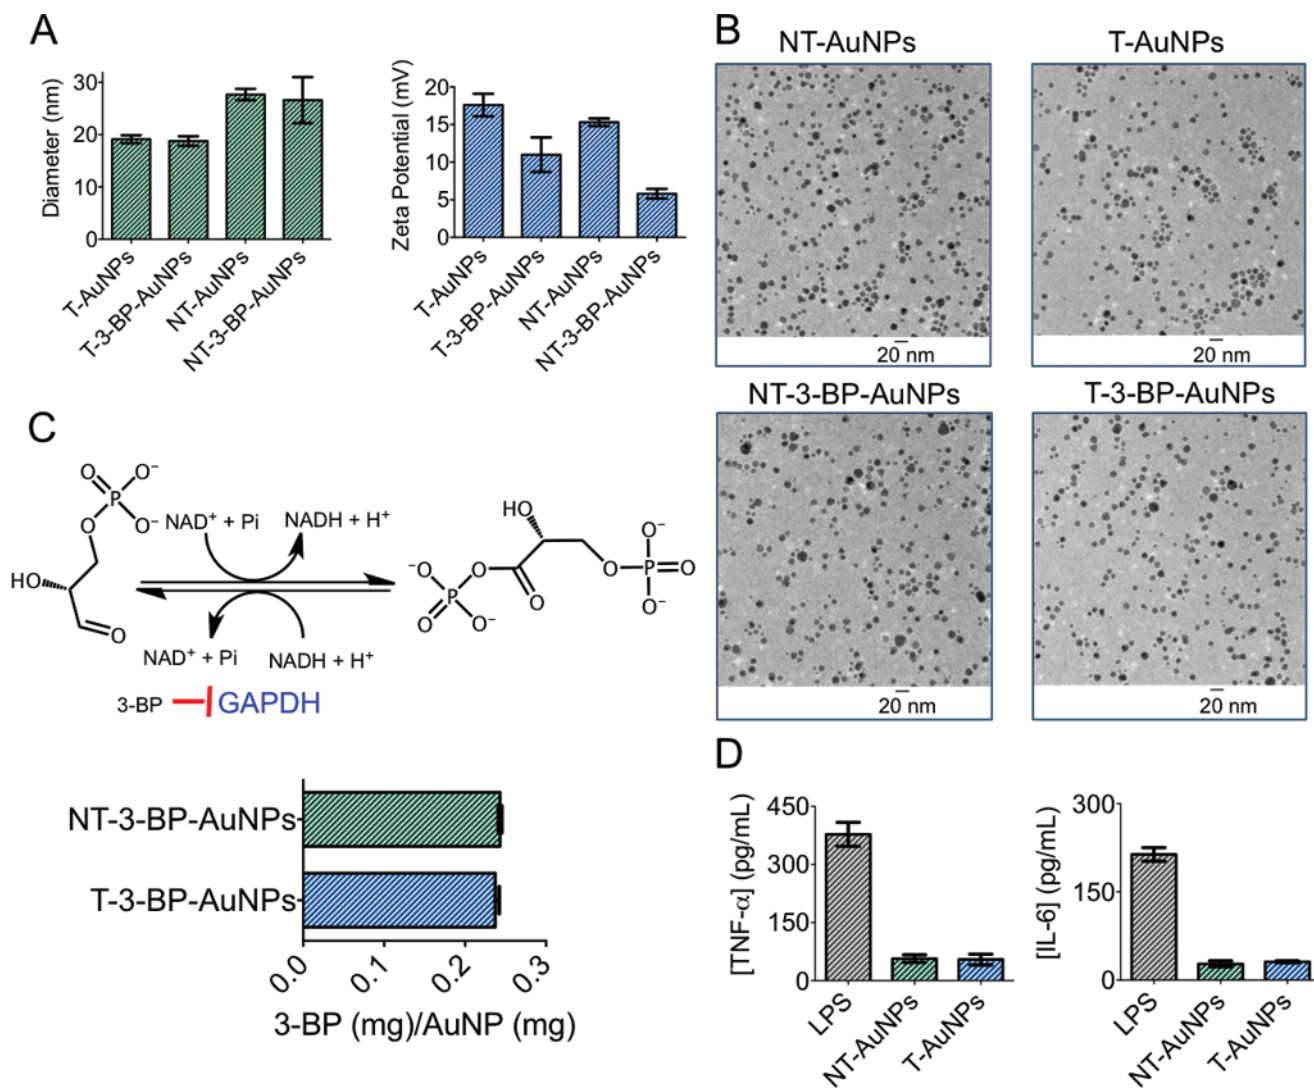 A
Diameter (nm)
30
20
10
0
T-AuNPs
T-3-BP-AuNPs
NT-AuNPs
NT-3-BP-AuNPs
Zeta Potential (mV)
20
15
10
5
0
T-AuNPs
T-3-BP-AuNPs
NT-AuNPs
NT-3-BP-AuNPs
B
NT-AuNPs
20 nm
T-AuNPs
20 nm
NT-3-BP-AuNPs
20 nm
T-3-BP-AuNPs
20 nm
C
O
O⁻
P
O⁻
O
HO
O
NAD⁺ + Pi
NADH + H⁺
NAD⁺ + Pi
NADH + H⁺
3-BP
GAPDH
HO
O⁻
⁻O
O
O
P
O
P
O
O
O⁻
O
O⁻
NT-3-BP-AuNPs
T-3-BP-AuNPs
0.0
0.1
0.2
0.3
3-BP (mg)/AuNP (mg)
D
[TNF-α] (pg/mL)
450
300
150
0
LPS
NT-AuNPs
T-AuNPs
[IL-6] (pg/mL)
300
150
0
LPS
NT-AuNPs
T-AuNPs